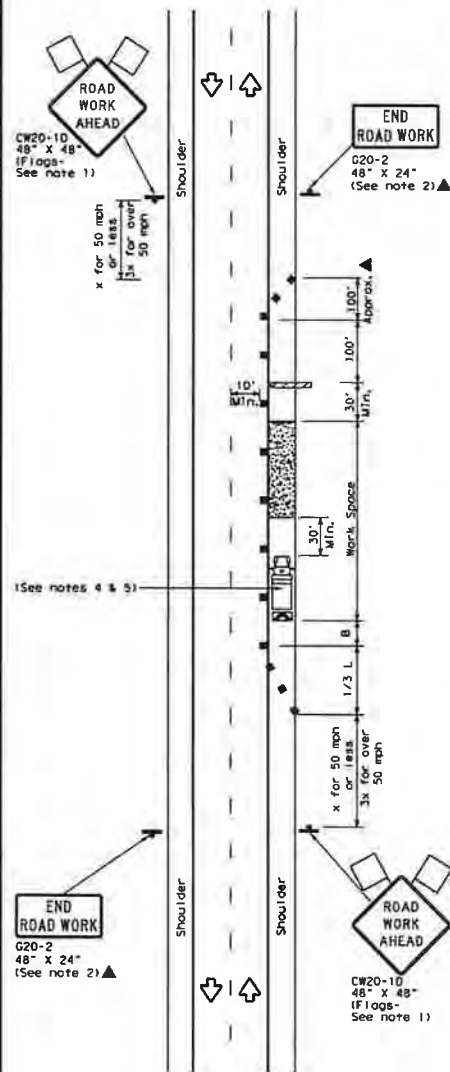 ROAD
WORK
AHEAD
CW20-1D
48" X 48"
(Flags-
See note 1)
x for 50 mph
or less
3x for over
50 mph
Shoulder
Shoulder
END
ROAD WORK
G20-2
48" X 24"
(See note 2)▲
100'
Approx.▲
100'
30'
Min.
10'
Min.
Work Space
30'
Min.
(See notes 4 & 5)
B
1/3 L
x for 50 mph
or less
3x for over
50 mph
END
ROAD WORK
G20-2
48" X 24"
(See note 2)▲
Shoulder
Shoulder
ROAD
WORK
AHEAD
CW20-1D
48" X 48"
(Flags-
See note 1)